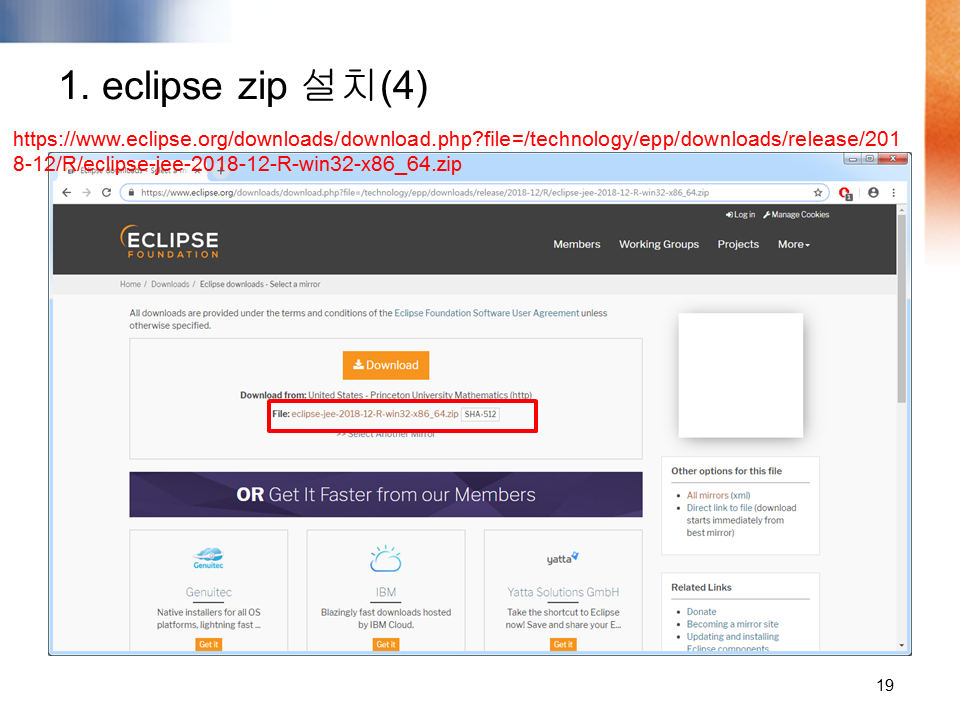 1. eclipse zip 설치(4)
https://www.eclipse.org/downloads/download.php?file=/technology/epp/downloads/release/201
8-12/R/eclipse-jee-2018-12-R-win32-x86_64.zip
https://www.eclipse.org/downloads/download.php?file=/technology/epp/downloads/release/2018-12/R/eclipse-jee-2018-12-R-win32-x86_64.zip
Log in Manage Cookies
ECLIPSE
FOUNDATION
Members Working Groups Projects More
Home / Downloads / Eclipse downloads - Select a mirror
All downloads are provided under the terms and conditions of the Eclipse Foundation Software User Agreement unless
otherwise specified.
Download
Download from: United States - Princeton University Mathematics (http)
File: eclipse-jee-2018-12-R-win32-x86_64.zip SHA-512
>> Select Another Mirror
OR Get It Faster from our Members
Genuitec
Genuitec
Native installers for all OS
platforms, lightning fast ...
Get it
IBM
Blazingly fast downloads hosted
by IBM Cloud.
Get it
yatta
Yatta Solutions GmbH
Take the shortcut to Eclipse
now! Save and share your E...
Get it
Other options for this file
All mirrors (xml)
Direct link to file (download
starts immediately from
best mirror)
Related Links
Donate
Becoming a mirror site
Updating and installing
Eclipse components
19